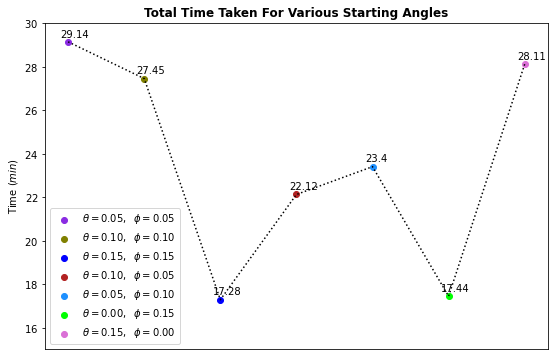 Total Time Taken For Various Starting Angles
Time (min)
30
28
26
24
22
20
18
16
29.14
27.45
17.28
22.12
23.4
17.44
28.11
θ = 0.05, ϕ = 0.05
θ = 0.10, ϕ = 0.10
θ = 0.15, ϕ = 0.15
θ = 0.10, ϕ = 0.05
θ = 0.05, ϕ = 0.10
θ = 0.00, ϕ = 0.15
θ = 0.15, ϕ = 0.00